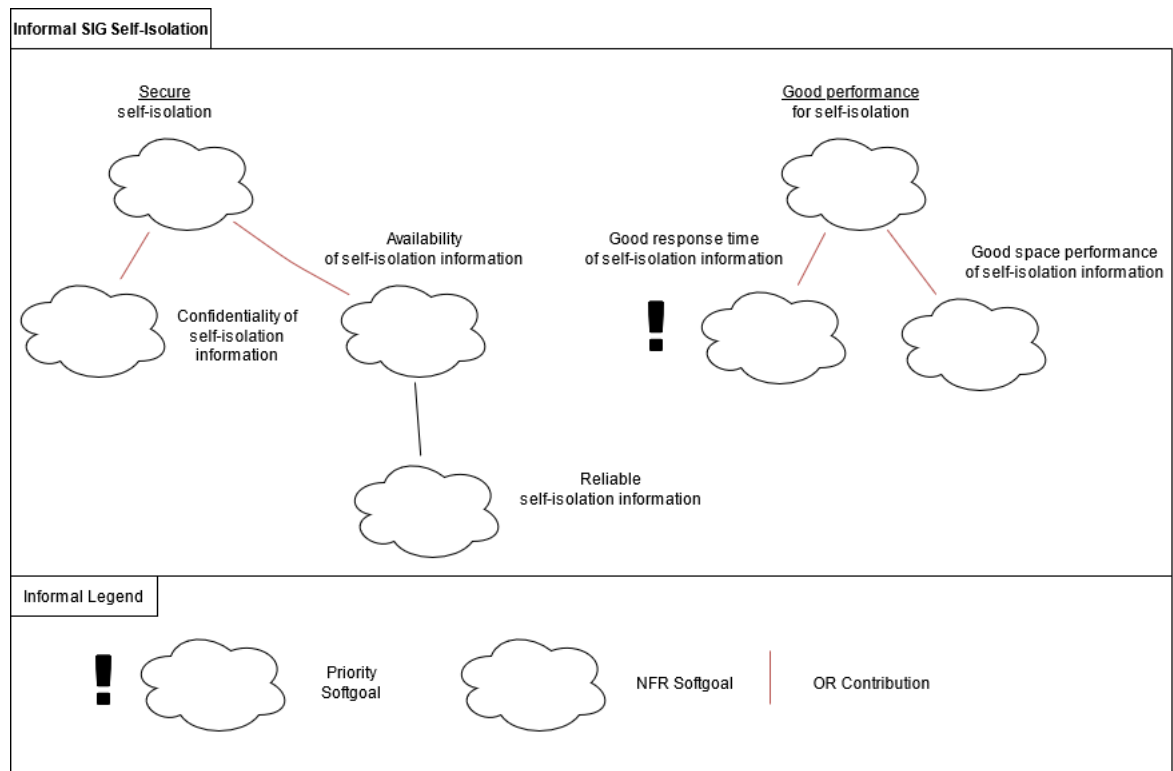 Informal SIG Self-Isolation
Secure
self-isolation
Good performance
for self-isolation
Availability
of self-isolation information
Good response time
of self-isolation information
Good space performance
of self-isolation information
!
Confidentiality of
self-isolation
information
Reliable
self-isolation information
Informal Legend
!
Priority
Softgoal
NFR Softgoal
OR Contribution